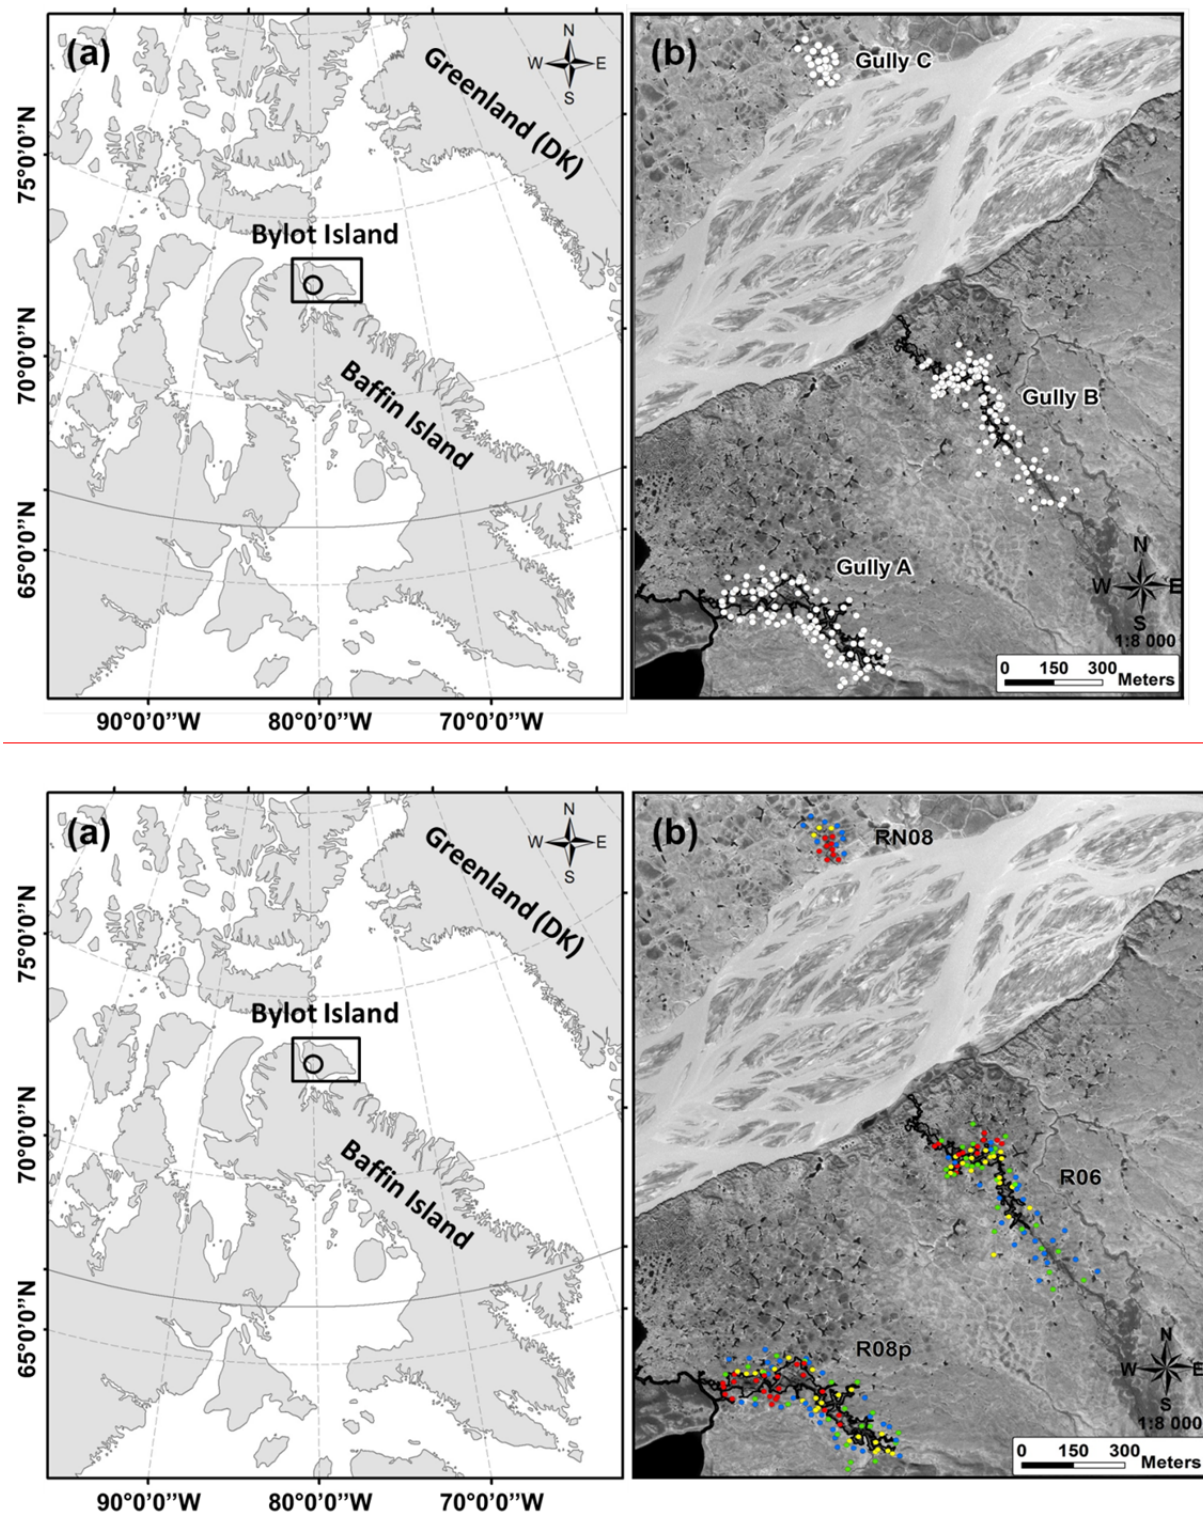 (a)
N
W E
S
Greenland (DK)
Bylot Island
Baffin Island
75°0'0"N
70°0'0"N
65°0'0"N
90°0'0''W 80°0'0''W 70°0'0''W
(b)
Gully C
Gully B
Gully A
N
W E
S
1:8 000
0 150 300
Meters
(a)
N
W E
S
Greenland (DK)
Bylot Island
Baffin Island
75°0'0"N
70°0'0"N
65°0'0"N
90°0'0''W 80°0'0''W 70°0'0''W
(b)
RN08
R06
R08p
N
W E
S
1:8 000
0 150 300
Meters